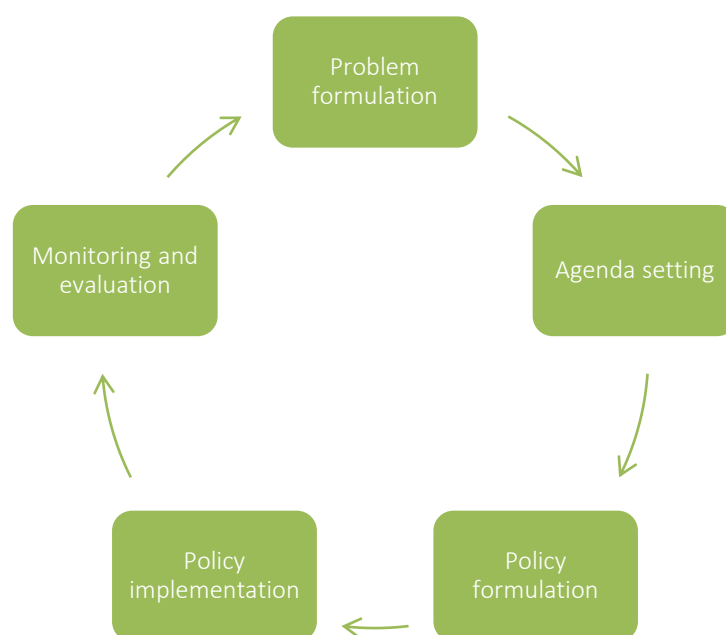 Problem
formulation
Agenda setting
Policy
formulation
Policy
implementation
Monitoring and
evaluation